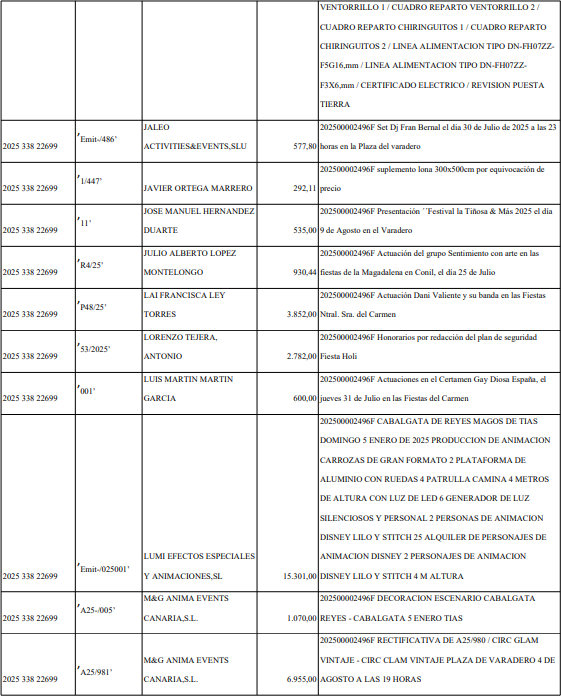 VENTORRILLO 1 / CUADRO REPARTO VENTORRILLO 2 /
CUADRO REPARTO CHIRINGUITOS 1 / CUADRO REPARTO
CHIRINGUITOS 2 / LINEA ALIMENTACION TIPO DN-FH07ZZ-
F5G16,mm / LINEA ALIMENTACION TIPO DN-FH07ZZ-
F3X6,mm / CERTIFICADO ELECTRICO / REVISION PUESTA
TIERRA
2025 338 22699
'Emit-/486'
JALEO
ACTIVITIES&EVENTS,SLU
577,80
202500002496F Set Dj Fran Bernal el dia 30 de Julio de 2025 a las 23
horas en la Plaza del varadero
2025 338 22699
'1/447'
JAVIER ORTEGA MARRERO
292,11
202500002496F suplemento lona 300x500cm por equivocación de
precio
2025 338 22699
'11'
JOSE MANUEL HERNANDEZ
DUARTE
535,00
202500002496F Presentación ´´Festival la Tiñosa & Más 2025 el día
9 de Agosto en el Varadero
2025 338 22699
'R4/25'
JULIO ALBERTO LOPEZ
MONTELONGO
930,44
202500002496F Actuación del grupo Sentimiento con arte en las
fiestas de la Magadalena en Conil, el día 25 de Julio
2025 338 22699
'P48/25'
LAI FRANCISCA LEY
TORRES
3.852,00
202500002496F Actuación Dani Valiente y su banda en las Fiestas
Ntral. Sra. del Carmen
2025 338 22699
'53/2025'
LORENZO TEJERA,
ANTONIO
2.782,00
202500002496F Honorarios por redacción del plan de seguridad
Fiesta Holi
2025 338 22699
'001'
LUIS MARTIN MARTIN
GARCIA
600,00
202500002496F Actuaciones en el Certamen Gay Diosa España, el
jueves 31 de Julio en las Fiestas del Carmen
2025 338 22699
'Emit-/025001'
LUMI EFECTOS ESPECIALES
Y ANIMACIONES,SL
15.301,00
202500002496F CABALGATA DE REYES MAGOS DE TIAS
DOMINGO 5 ENERO DE 2025 PRODUCCION DE ANIMACION
CARROZAS DE GRAN FORMATO 2 PLATAFORMA DE
ALUMINIO CON RUEDAS 4 PATRULLA CAMINA 4 METROS
DE ALTURA CON LUZ DE LED 6 GENERADOR DE LUZ
SILENCIOSOS Y PERSONAL 2 PERSONAS DE ANIMACION
DISNEY LILO Y STITCH 25 ALQUILER DE PERSONAJES DE
ANIMACION DISNEY 2 PERSONAJES DE ANIMACION
DISNEY LILO Y STITCH 4 M ALTURA
2025 338 22699
'A25-/005'
M&G ANIMA EVENTS
CANARIA,S.L.
1.070,00
202500002496F DECORACION ESCENARIO CABALGATA
REYES - CABALGATA 5 ENERO TIAS
2025 338 22699
'A25/981'
M&G ANIMA EVENTS
CANARIA,S.L.
6.955,00
202500002496F RECTIFICATIVA DE A25/980 / CIRC GLAM
VINTAJE - CIRC CLAM VINTAJE PLAZA DE VARADERO 4 DE
AGOSTO A LAS 19 HORAS